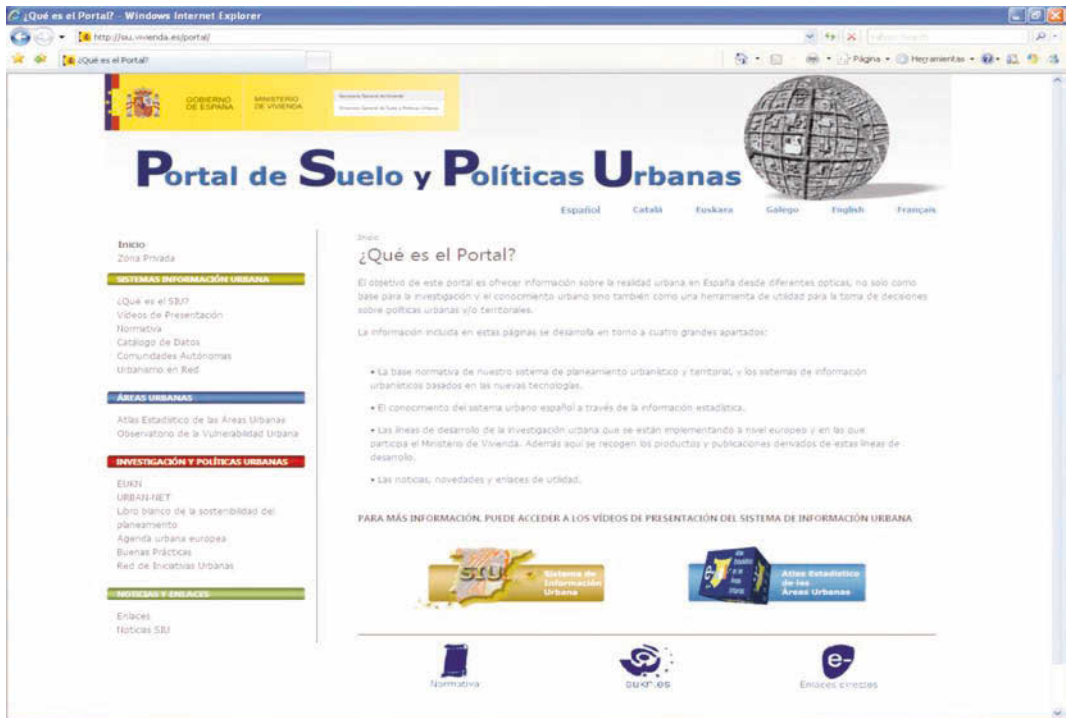 ¿Qué es el Portal? - Windows Internet Explorer
http://siu.vivienda.es/portal/
¿Qué es el Portal?
Página
Herramientas
GOBIERNO DE ESPAÑA
MINISTERIO DE VIVIENDA
Portal de Suelo y Políticas Urbanas
Español Català Euskara Galego English Français
Inicio
Zona Privada
SISTEMAS INFORMACIÓN URBANA
¿Qué es el SIU?
Vídeos de Presentación
Normativa
Catálogo de Datos
Comunidades Autónomas
Urbanismo en Red
ÁREAS URBANAS
Atlas Estadístico de las Áreas Urbanas
Observatorio de la Vulnerabilidad Urbana
INVESTIGACIÓN Y POLÍTICAS URBANAS
EUKN
URBAN-NET
Libro blanco de la sostenibilidad del
planeamiento
Agenda urbana europea
Buenas Prácticas
Red de Iniciativas Urbanas
NOTICIAS Y ENLACES
Enlaces
Noticias SIU
Inicio
¿Qué es el Portal?
El objetivo de este portal es ofrecer información sobre la realidad urbana en España desde diferentes ópticas, no solo como
base para la investigación y el conocimiento urbano sino también como una herramienta de utilidad para la toma de decisiones
sobre políticas urbanas y/o territoriales.
La información incluida en estas páginas se desarrolla en torno a cuatro grandes apartados:
• La base normativa de nuestro sistema de planeamiento urbanístico y territorial, y los sistemas de información
urbanísticos basados en las nuevas tecnologías.
• El conocimiento del sistema urbano español a través de la información estadística.
• Las líneas de desarrollo de la investigación urbana que se están implementando a nivel europeo y en las que
participa el Ministerio de Vivienda. Además aquí se recogen los productos y publicaciones derivados de estas líneas de
desarrollo.
• Las noticias, novedades y enlaces de utilidad.
PARA MÁS INFORMACIÓN, PUEDE ACCEDER A LOS VÍDEOS DE PRESENTACIÓN DEL SISTEMA DE INFORMACIÓN URBANA
SIU
Sistema de
Información
Urbana
Atlas Estadístico
de las
Áreas Urbanas
Normativa
eukn.es
e-
Enlaces directos